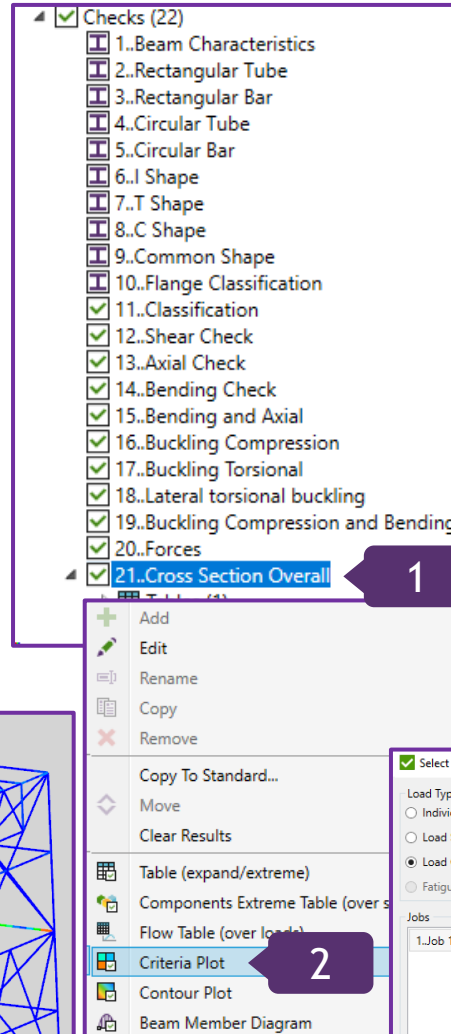 Checks (22)
1..Beam Characteristics
2..Rectangular Tube
3..Rectangular Bar
4..Circular Tube
5..Circular Bar
6..I Shape
7..T Shape
8..C Shape
9..Common Shape
10..Flange Classification
11..Classification
12..Shear Check
13..Axial Check
14..Bending Check
15..Bending and Axial
16..Buckling Compression
17..Buckling Torsional
18..Lateral torsional buckling
19..Buckling Compression and Bending
20..Forces
21..Cross Section Overall
1
Add
Edit
Rename
Copy
Remove
Copy To Standard...
Move
Clear Results
Table (expand/extreme)
Components Extreme Table (over s
Flow Table (over loads)
Criteria Plot
2
Contour Plot
Beam Member Diagram
Select
Load Typ
Indivi
Load
Load
Fatigu
Jobs
1..Job 1